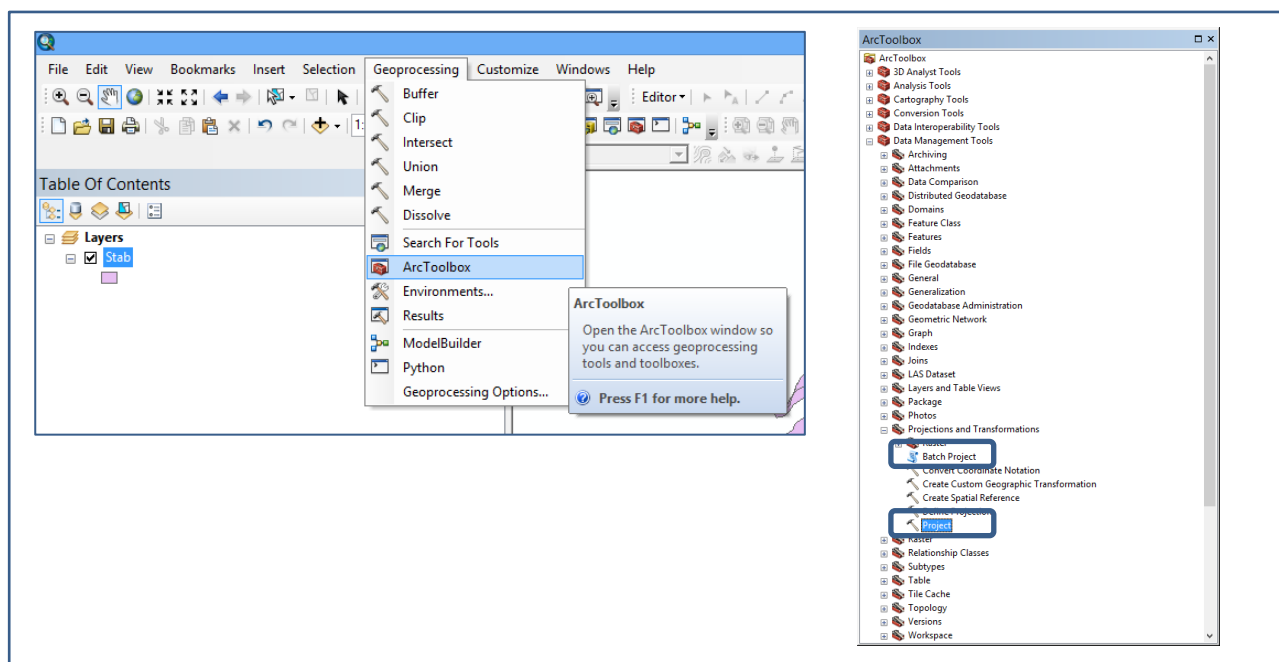 File Edit View Bookmarks Insert Selection Geoprocessing Customize Windows Help
Editor
1:
Table Of Contents
Layers
Stab
Buffer
Clip
Intersect
Union
Merge
Dissolve
Search For Tools
ArcToolbox
Environments...
Results
ModelBuilder
Python
Geoprocessing Options...
ArcToolbox
Open the ArcToolbox window so
you can access geoprocessing
tools and toolboxes.
Press F1 for more help.
ArcToolbox
ArcToolbox
3D Analyst Tools
Analysis Tools
Cartography Tools
Conversion Tools
Data Interoperability Tools
Data Management Tools
Archiving
Attachments
Data Comparison
Distributed Geodatabase
Domains
Feature Class
Features
Fields
File Geodatabase
General
Generalization
Geodatabase Administration
Geometric Network
Graph
Indexes
Joins
LAS Dataset
Layers and Table Views
Package
Photos
Projections and Transformations
Raster
Batch Project
Convert Coordinate Notation
Create Custom Geographic Transformation
Create Spatial Reference
Define Projection
Project
Raster
Relationship Classes
Subtypes
Table
Tile Cache
Topology
Versions
Workspace